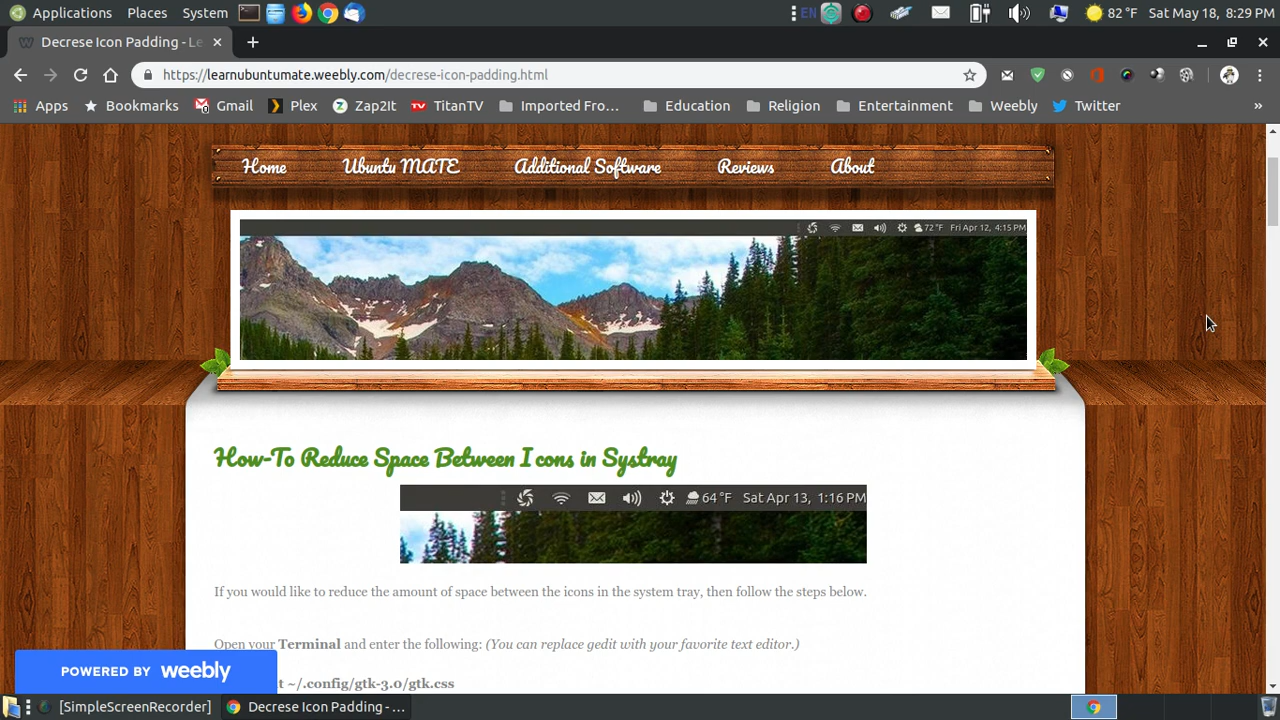 Applications Places System EN 82 °F Sat May 18, 8:29 PM
Decrese Icon Padding - Le
https://learnubuntumate.weebly.com/decrese-icon-padding.html
Apps Bookmarks Gmail Plex Zap2It TitanTV Imported Fro... Education Religion Entertainment Weebly Twitter »
Home Ubuntu MATE Additional Software Reviews About
72 °F Fri Apr 12, 4:15 PM
How-To Reduce Space Between I cons in Systray
64 °F Sat Apr 13, 1:16 PM
If you would like to reduce the amount of space between the icons in the system tray, then follow the steps below.
Open your Terminal and enter the following: (You can replace gedit with your favorite text editor.)
POWERED BY weebly
t ~/.config/gtk-3.0/gtk.css
[SimpleScreenRecorder] Decrese Icon Padding - ...